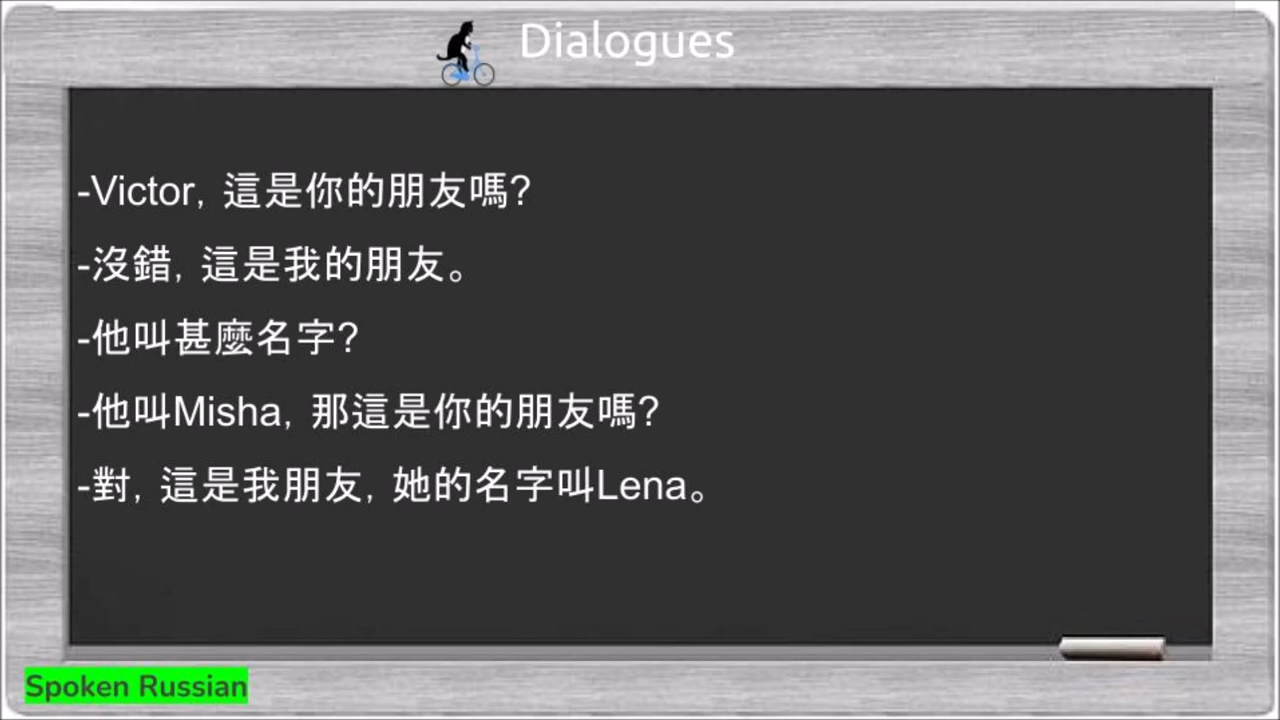 Dialogues
-Victor, 這是你的朋友嗎?
-沒錯, 這是我的朋友。
-他叫甚麼名字?
-他叫Misha, 那這是你的朋友嗎?
-對, 這是我朋友, 她的名字叫Lena。
Spoken Russian